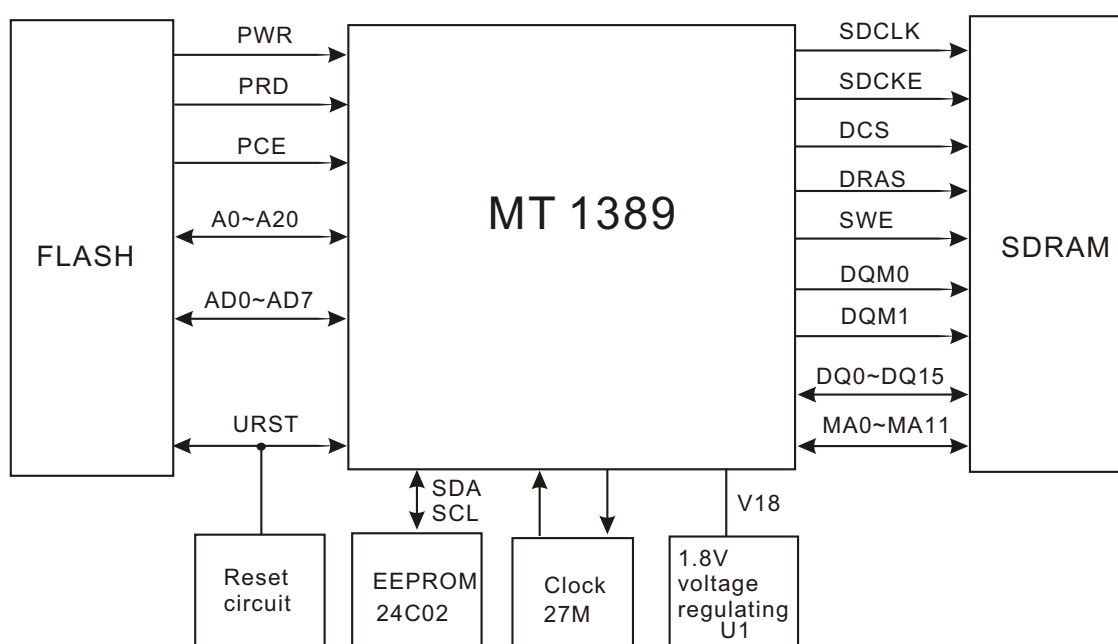 PWR
PRD
PCE
A0~A20
FLASH
AD0~AD7
URST
MT 1389
SDCLK
SDCKE
DCS
DRAS
SWE
SDRAM
DQM0
DQM1
DQ0~DQ15
MA0~MA11
SDA
SCL
V18
Reset
circuit
EEPROM
24C02
Clock
27M
1.8V
voltage
regulating
U1